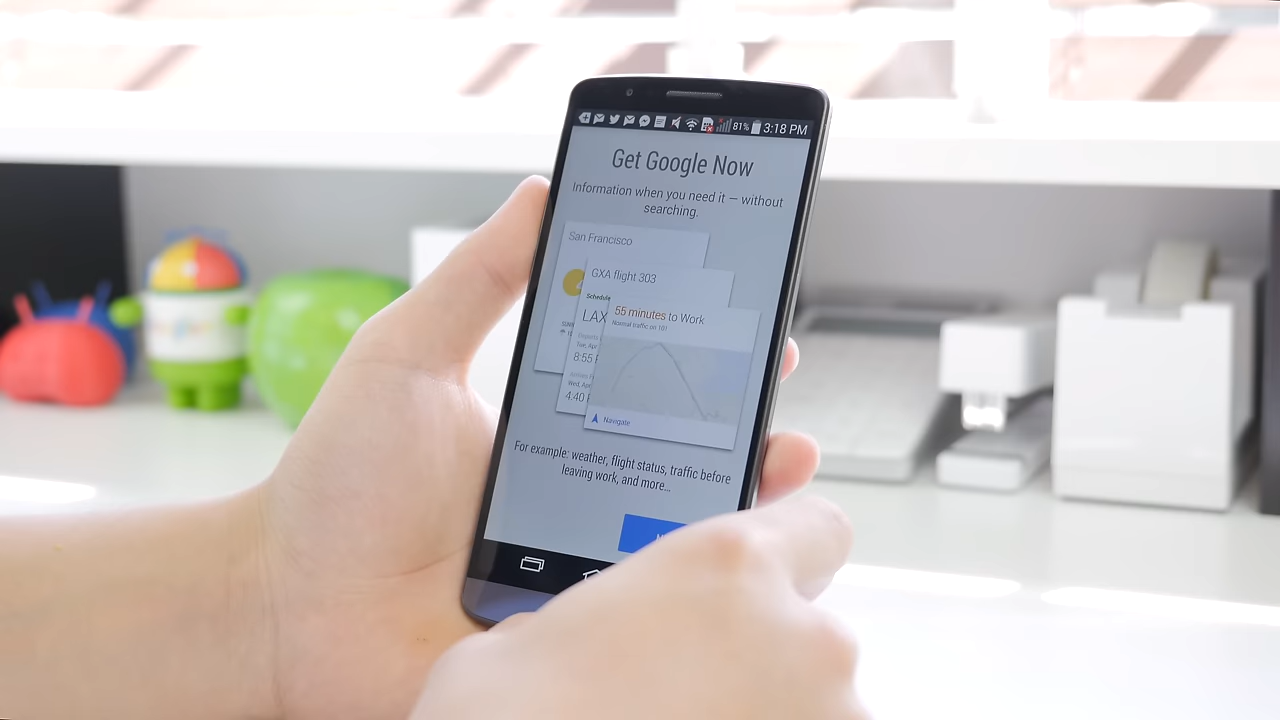 81% 3:18 PM
Get Google Now
Information when you need it — without
searching.
San Francisco
GXA flight 303
Schedule
LAX
8:55
4:40
55 minutes to Work
Normal traffic on 101
Navigate
For example: weather, flight status, traffic before
leaving work, and more...